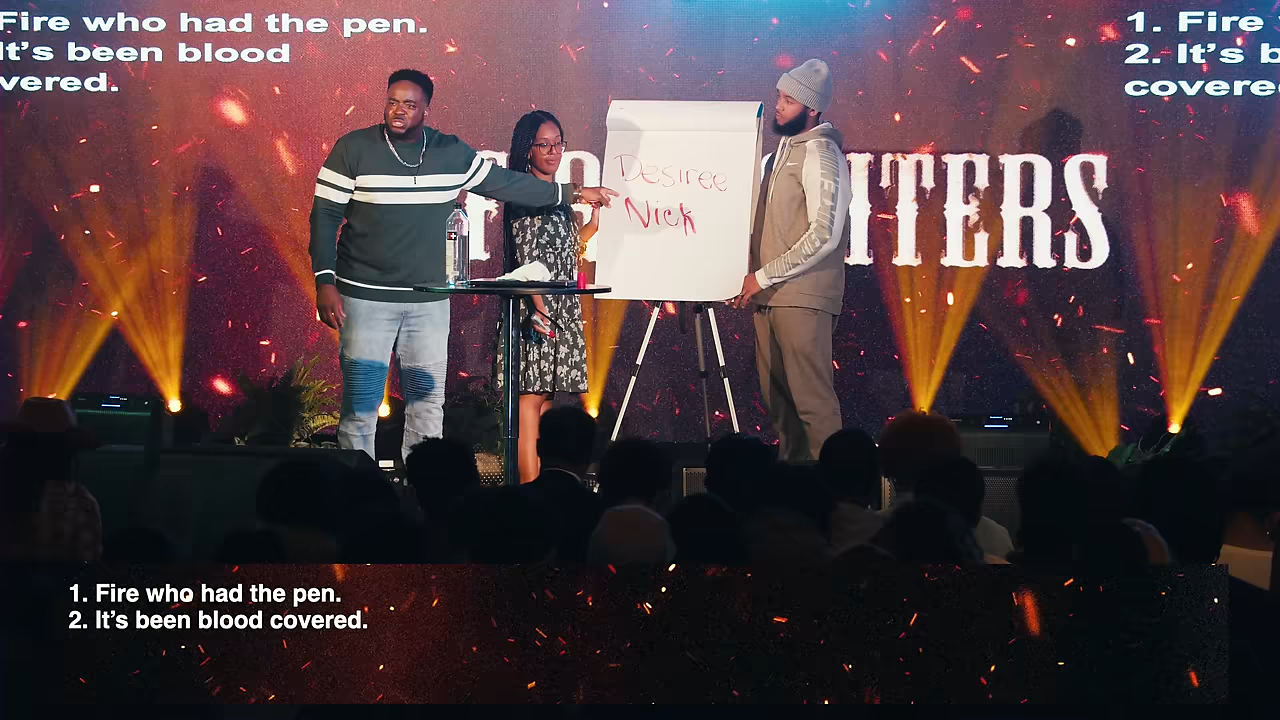 Fire who had the pen.
It's been blood
vered.
1. Fire
2. It's b
covere
Desiree
Nick
ITERS
1. Fire who had the pen.
2. It's been blood covered.